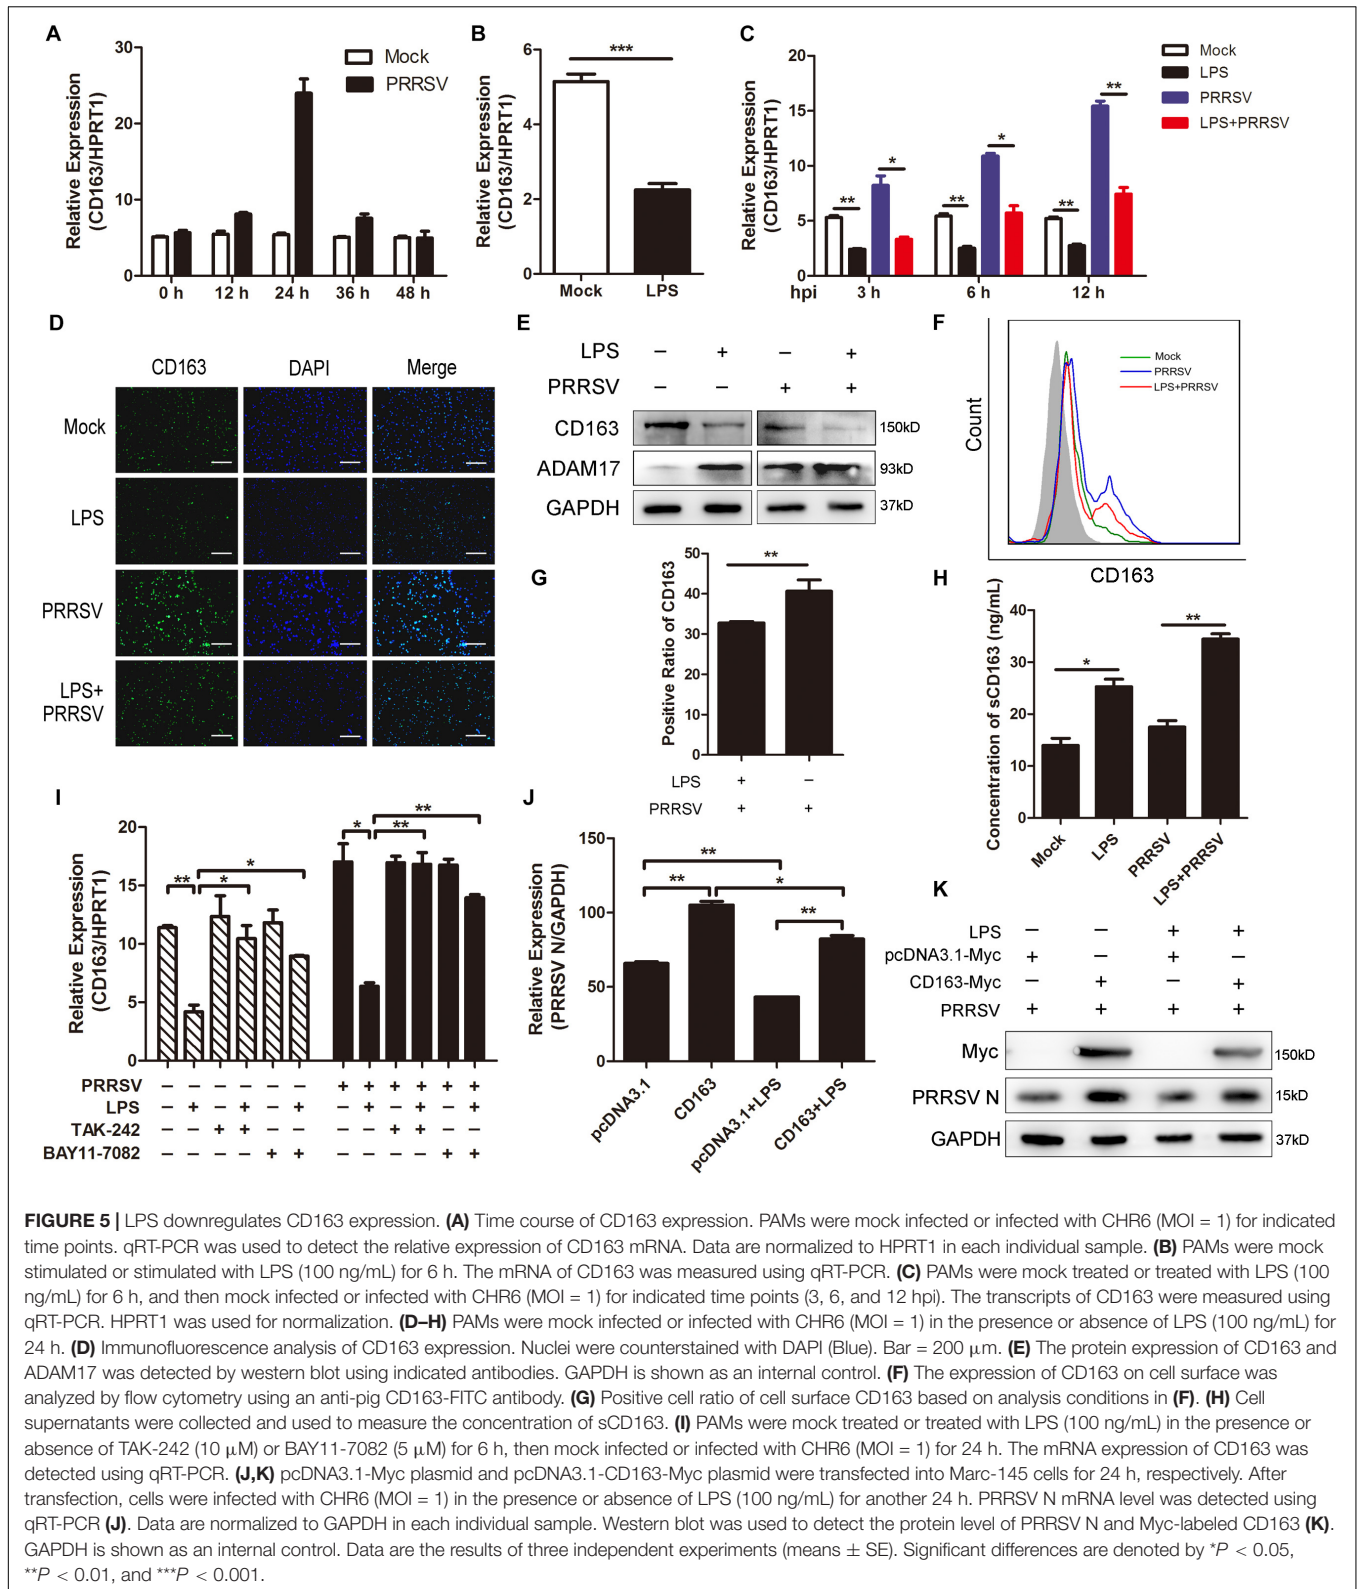 A
30
20
10
0
Relative Expression
(CD163/HPRT1)
Mock
PRRSV
0 h 12 h 24 h 36 h 48 h
B
6
4
2
0
Relative Expression
(CD163/HPRT1)
***
Mock LPS
C
20
15
10
5
0
Relative Expression
(CD163/HPRT1)
Mock
LPS
PRRSV
LPS+PRRSV
** * ** * ** **
hpi 3 h 6 h 12 h
D
CD163 DAPI Merge
Mock
LPS
PRRSV
LPS+
PRRSV
E
LPS − + − +
PRRSV − − + +
CD163 150kD
ADAM17 93kD
GAPDH 37kD
F
Count
Mock
PRRSV
LPS+PRRSV
CD163
G
50
40
30
20
10
0
Positive Ratio of CD163
**
LPS + −
PRRSV + +
H
40
30
20
10
0
Concentration of sCD163 (ng/mL)
* **
Mock LPS PRRSV LPS+PRRSV
I
20
15
10
5
0
Relative Expression
(CD163/HPRT1)
** * * * ** **
PRRSV − − − − − − + + + + + +
LPS − + − + − + − + − + − +
TAK-242 − − + + − − − − + + − −
BAY11-7082 − − − − + + − − − − + +
J
150
100
50
0
Relative Expression
(PRRSV N/GAPDH)
** ** * **
pcDNA3.1 CD163 pcDNA3.1+LPS CD163+LPS
K
LPS − − + +
pcDNA3.1-Myc + − + −
CD163-Myc − + − +
PRRSV + + + +
Myc 150kD
PRRSV N 15kD
GAPDH 37kD
FIGURE 5 | LPS downregulates CD163 expression. (A) Time course of CD163 expression. PAMs were mock infected or infected with CHR6 (MOI = 1) for indicated
time points. qRT-PCR was used to detect the relative expression of CD163 mRNA. Data are normalized to HPRT1 in each individual sample. (B) PAMs were mock
stimulated or stimulated with LPS (100 ng/mL) for 6 h. The mRNA of CD163 was measured using qRT-PCR. (C) PAMs were mock treated or treated with LPS (100
ng/mL) for 6 h, and then mock infected or infected with CHR6 (MOI = 1) for indicated time points (3, 6, and 12 hpi). The transcripts of CD163 were measured using
qRT-PCR. HPRT1 was used for normalization. (D–H) PAMs were mock infected or infected with CHR6 (MOI = 1) in the presence or absence of LPS (100 ng/mL) for
24 h. (D) Immunofluorescence analysis of CD163 expression. Nuclei were counterstained with DAPI (Blue). Bar = 200 μm. (E) The protein expression of CD163 and
ADAM17 was detected by western blot using indicated antibodies. GAPDH is shown as an internal control. (F) The expression of CD163 on cell surface was
analyzed by flow cytometry using an anti-pig CD163-FITC antibody. (G) Positive cell ratio of cell surface CD163 based on analysis conditions in (F). (H) Cell
supernatants were collected and used to measure the concentration of sCD163. (I) PAMs were mock treated or treated with LPS (100 ng/mL) in the presence or
absence of TAK-242 (10 μM) or BAY11-7082 (5 μM) for 6 h, then mock infected or infected with CHR6 (MOI = 1) for 24 h. The mRNA expression of CD163 was
detected using qRT-PCR. (J,K) pcDNA3.1-Myc plasmid and pcDNA3.1-CD163-Myc plasmid were transfected into Marc-145 cells for 24 h, respectively. After
transfection, cells were infected with CHR6 (MOI = 1) in the presence or absence of LPS (100 ng/mL) for another 24 h. PRRSV N mRNA level was detected using
qRT-PCR (J). Data are normalized to GAPDH in each individual sample. Western blot was used to detect the protein level of PRRSV N and Myc-labeled CD163 (K).
GAPDH is shown as an internal control. Data are the results of three independent experiments (means ± SE). Significant differences are denoted by *P < 0.05,
**P < 0.01, and ***P < 0.001.